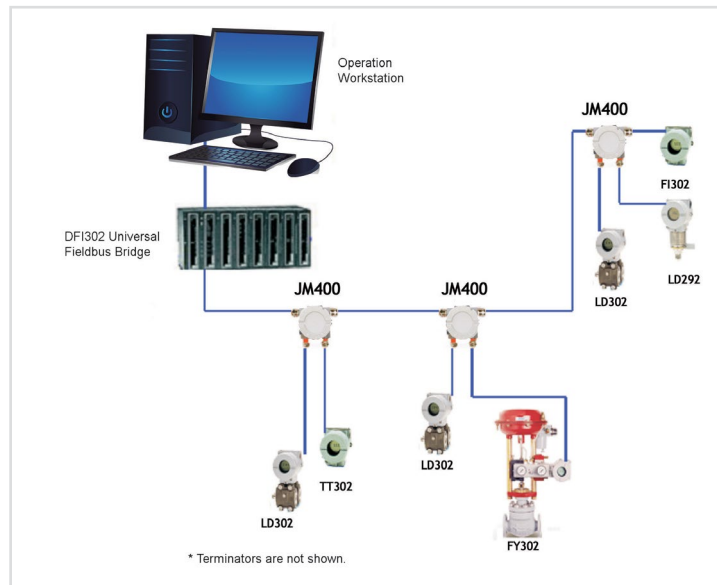 Operation
Workstation
JM400
FI302
DFI302 Universal
Fieldbus Bridge
LD292
LD302
JM400
JM400
LD302
TT302
LD302
FY302
* Terminators are not shown.